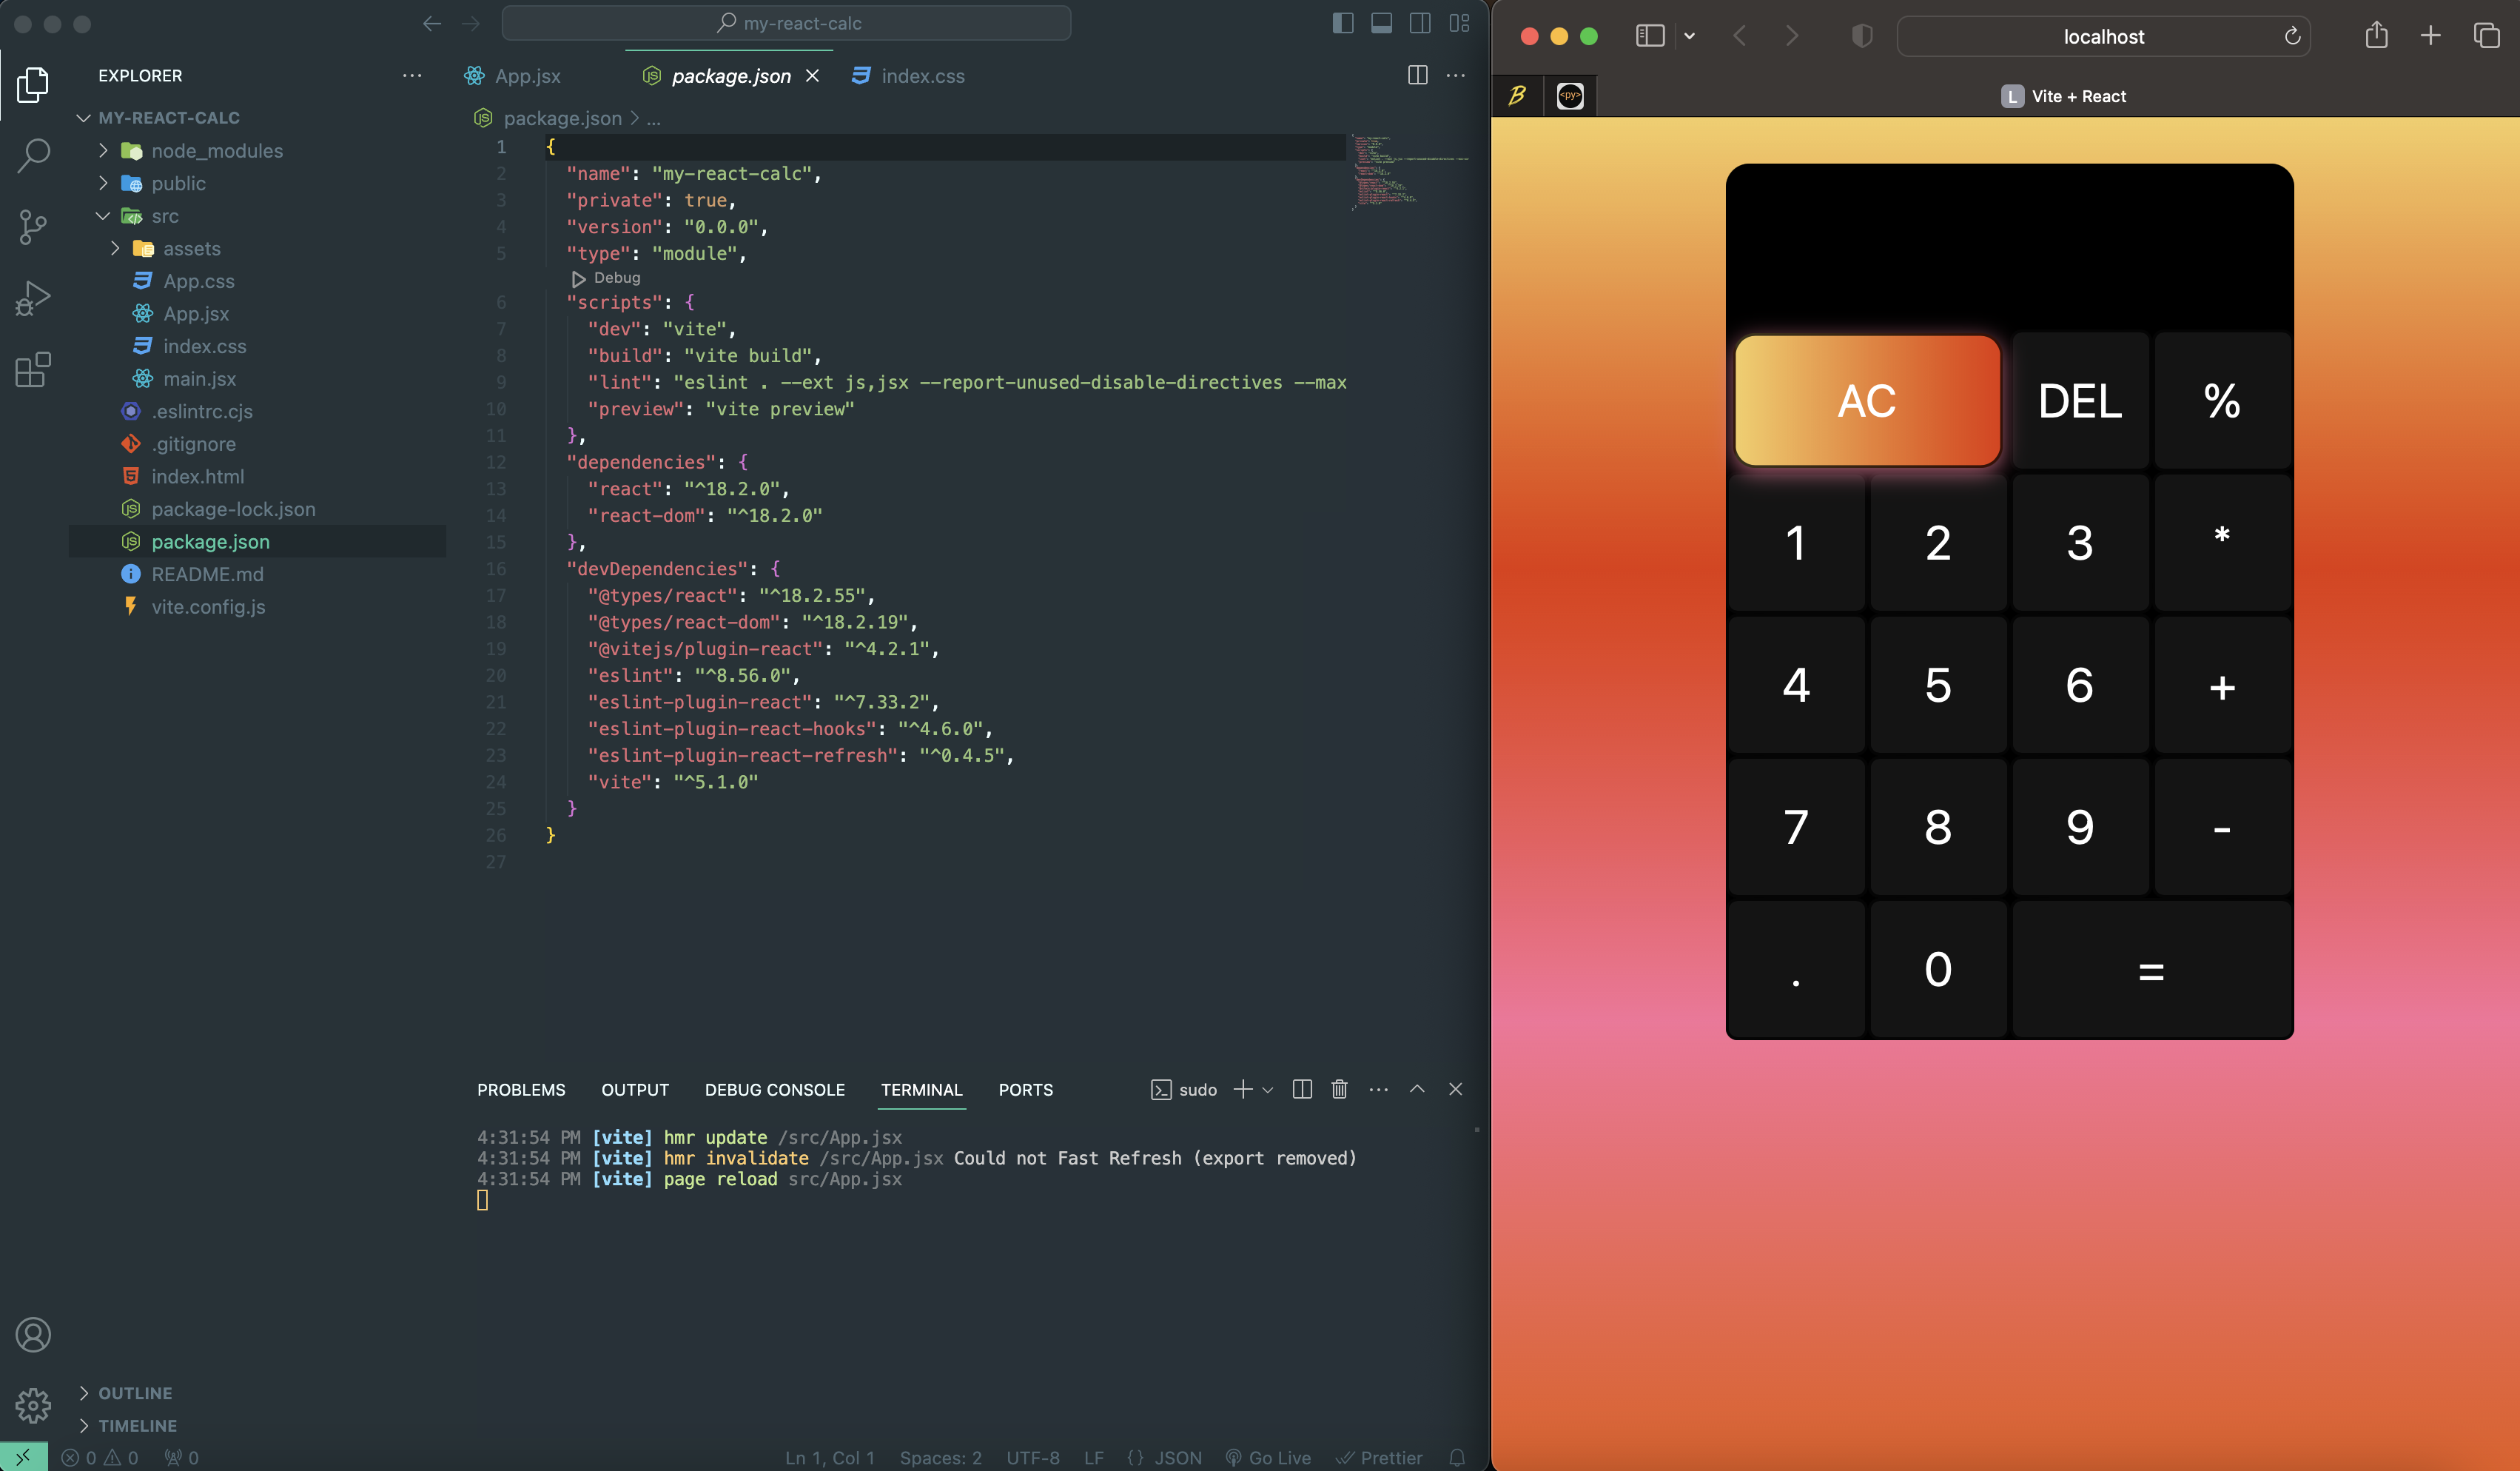 my-react-calc
EXPLORER
MY-REACT-CALC
node_modules
public
src
assets
App.css
App.jsx
index.css
main.jsx
.eslintrc.cjs
.gitignore
index.html
package-lock.json
package.json
README.md
vite.config.js
OUTLINE
TIMELINE
App.jsx
package.json
index.css
package.json > ...
1 {
2 "name": "my-react-calc",
3 "private": true,
4 "version": "0.0.0",
5 "type": "module",
Debug
6 "scripts": {
7 "dev": "vite",
8 "build": "vite build",
9 "lint": "eslint . --ext js,jsx --report-unused-disable-directives --max
10 "preview": "vite preview"
11 },
12 "dependencies": {
13 "react": "^18.2.0",
14 "react-dom": "^18.2.0"
15 },
16 "devDependencies": {
17 "@types/react": "^18.2.55",
18 "@types/react-dom": "^18.2.19",
19 "@vitejs/plugin-react": "^4.2.1",
20 "eslint": "^8.56.0",
21 "eslint-plugin-react": "^7.33.2",
22 "eslint-plugin-react-hooks": "^4.6.0",
23 "eslint-plugin-react-refresh": "^0.4.5",
24 "vite": "^5.1.0"
25 }
26 }
27
PROBLEMS OUTPUT DEBUG CONSOLE TERMINAL PORTS
sudo
4:31:54 PM [vite] hmr update /src/App.jsx
4:31:54 PM [vite] hmr invalidate /src/App.jsx Could not Fast Refresh (export removed)
4:31:54 PM [vite] page reload src/App.jsx
0 0 0
Ln 1, Col 1 Spaces: 2 UTF-8 LF {} JSON Go Live Prettier
localhost
B
<py>
L Vite + React
AC DEL %
1 2 3 *
4 5 6 +
7 8 9 -
. 0 =